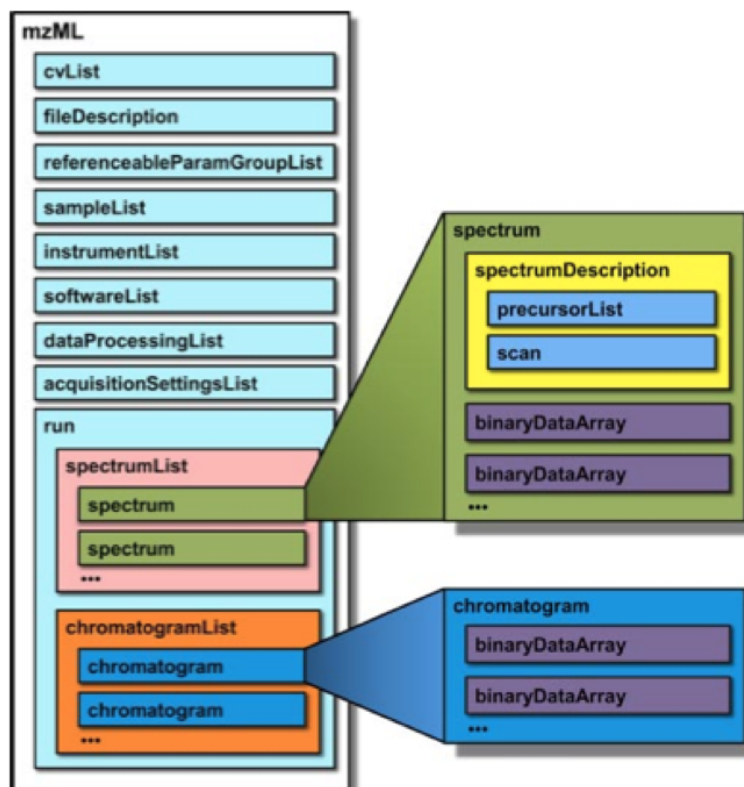 mzML
cvList
fileDescription
referenceableParamGroupList
sampleList
instrumentList
softwareList
dataProcessingList
acquisitionSettingsList
run
spectrumList
spectrum
spectrum
...
chromatogramList
chromatogram
chromatogram
...
spectrum
spectrumDescription
precursorList
scan
binaryDataArray
binaryDataArray
...
chromatogram
binaryDataArray
binaryDataArray
...